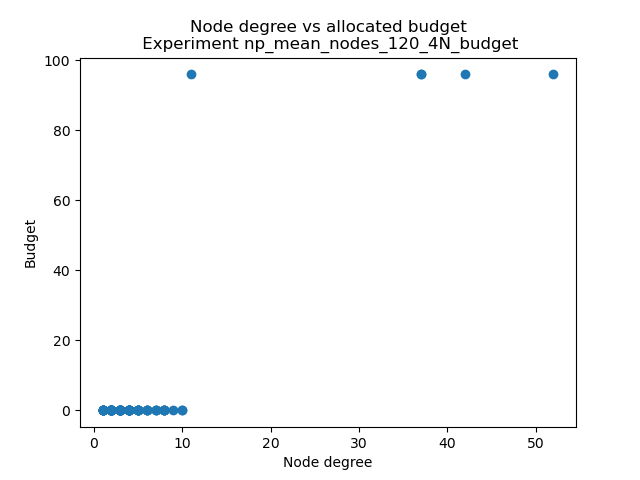 Node degree vs allocated budget
Experiment np_mean_nodes_120_4N_budget
100
80
60
40
20
0
Budget
0 10 20 30 40 50
Node degree